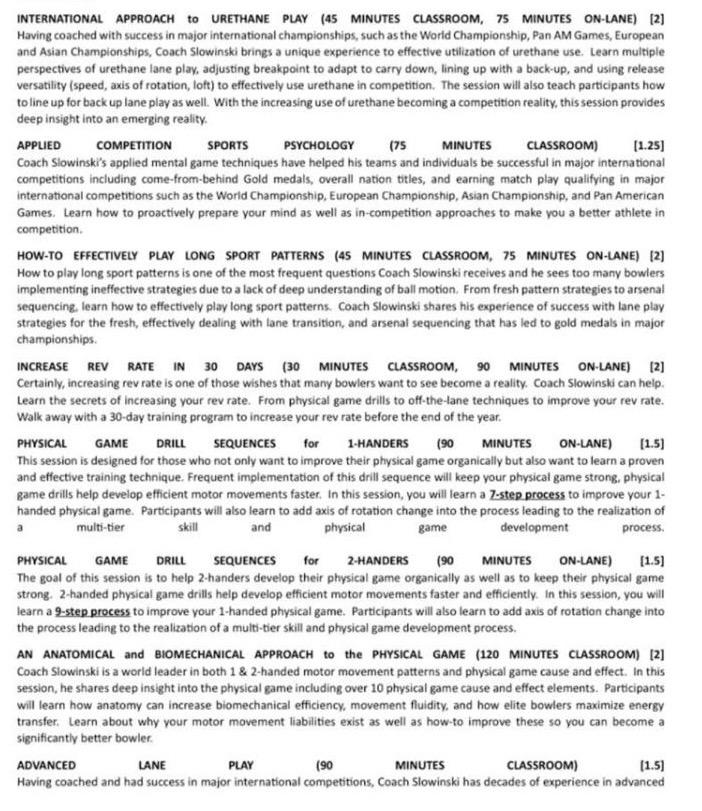 INTERNATIONAL APPROACH to URETHANE PLAY (45 MINUTES CLASSROOM, 75 MINUTES ON-LANE) [2]
Having coached with success in major international championships, such as the World Championship, Pan AM Games, European
and Asian Championships, Coach Slowinski brings a unique experience to effective utilization of urethane use. Learn multiple
perspectives of urethane lane play, adjusting breakpoint to adapt to carry down, lining up with a back-up, and using release
versatility (speed, axis of rotation, loft) to effectively use urethane in competition. The session will also teach participants how
to line up for back up lane play as well. With the increasing use of urethane becoming a competition reality, this session provides
deep insight into an emerging reality.
APPLIED COMPETITION SPORTS PSYCHOLOGY (75 MINUTES CLASSROOM) [1.25]
Coach Slowinski's applied mental game techniques have helped his teams and individuals be successful in major international
competitions including come-from-behind Gold medals, overall nation titles, and earning match play qualifying in major
international competitions such as the World Championship, European Championship, Asian Championship, and Pan American
Games. Learn how to proactively prepare your mind as well as in-competition approaches to make you a better athlete in
competition.
HOW-TO EFFECTIVELY PLAY LONG SPORT PATTERNS (45 MINUTES CLASSROOM, 75 MINUTES ON-LANE) [2]
How to play long sport patterns is one of the most frequent questions Coach Slowinski receives and he sees too many bowlers
implementing ineffective strategies due to a lack of deep understanding of ball motion. From fresh pattern strategies to arsenal
sequencing, learn how to effectively play long sport patterns. Coach Slowinski shares his experience of success with lane play
strategies for the fresh, effectively dealing with lane transition, and arsenal sequencing that has led to gold medals in major
championships.
INCREASE REV RATE IN 30 DAYS (30 MINUTES CLASSROOM, 90 MINUTES ON-LANE) [2]
Certainly, increasing rev rate is one of those wishes that many bowlers want to see become a reality. Coach Slowinski can help.
Learn the secrets of increasing your rev rate. From physical game drills to off-the-lane techniques to improve your rev rate.
Walk away with a 30-day training program to increase your rev rate before the end of the year.
PHYSICAL GAME DRILL SEQUENCES for 1-HANDERS (90 MINUTES ON-LANE) [1.5]
This session is designed for those who not only want to improve their physical game organically but also want to learn a proven
and effective training technique. Frequent implementation of this drill sequence will keep your physical game strong, physical
game drills help develop efficient motor movements faster. In this session, you will learn a 7-step process to improve your 1-
handed physical game. Participants will also learn to add axis of rotation change into the process leading to the realization of
a multi-tier skill and physical game development process.
PHYSICAL GAME DRILL SEQUENCES for 2-HANDERS (90 MINUTES ON-LANE) [1.5]
The goal of this session is to help 2-handers develop their physical game organically as well as to keep their physical game
strong. 2-handed physical game drills help develop efficient motor movements faster and efficiently. In this session, you will
learn a 9-step process to improve your 1-handed physical game. Participants will also learn to add axis of rotation change into
the process leading to the realization of a multi-tier skill and physical game development process.
AN ANATOMICAL and BIOMECHANICAL APPROACH to the PHYSICAL GAME (120 MINUTES CLASSROOM) [2]
Coach Slowinski is a world leader in both 1 & 2-handed motor movement patterns and physical game cause and effect. In this
session, he shares deep insight into the physical game including over 10 physical game cause and effect elements. Participants
will learn how anatomy can increase biomechanical efficiency, movement fluidity, and how elite bowlers maximize energy
transfer. Learn about why your motor movement liabilities exist as well as how-to improve these so you can become a
significantly better bowler.
ADVANCED LANE PLAY (90 MINUTES CLASSROOM) [1.5]
Having coached and had success in major international competitions, Coach Slowinski has decades of experience in advanced